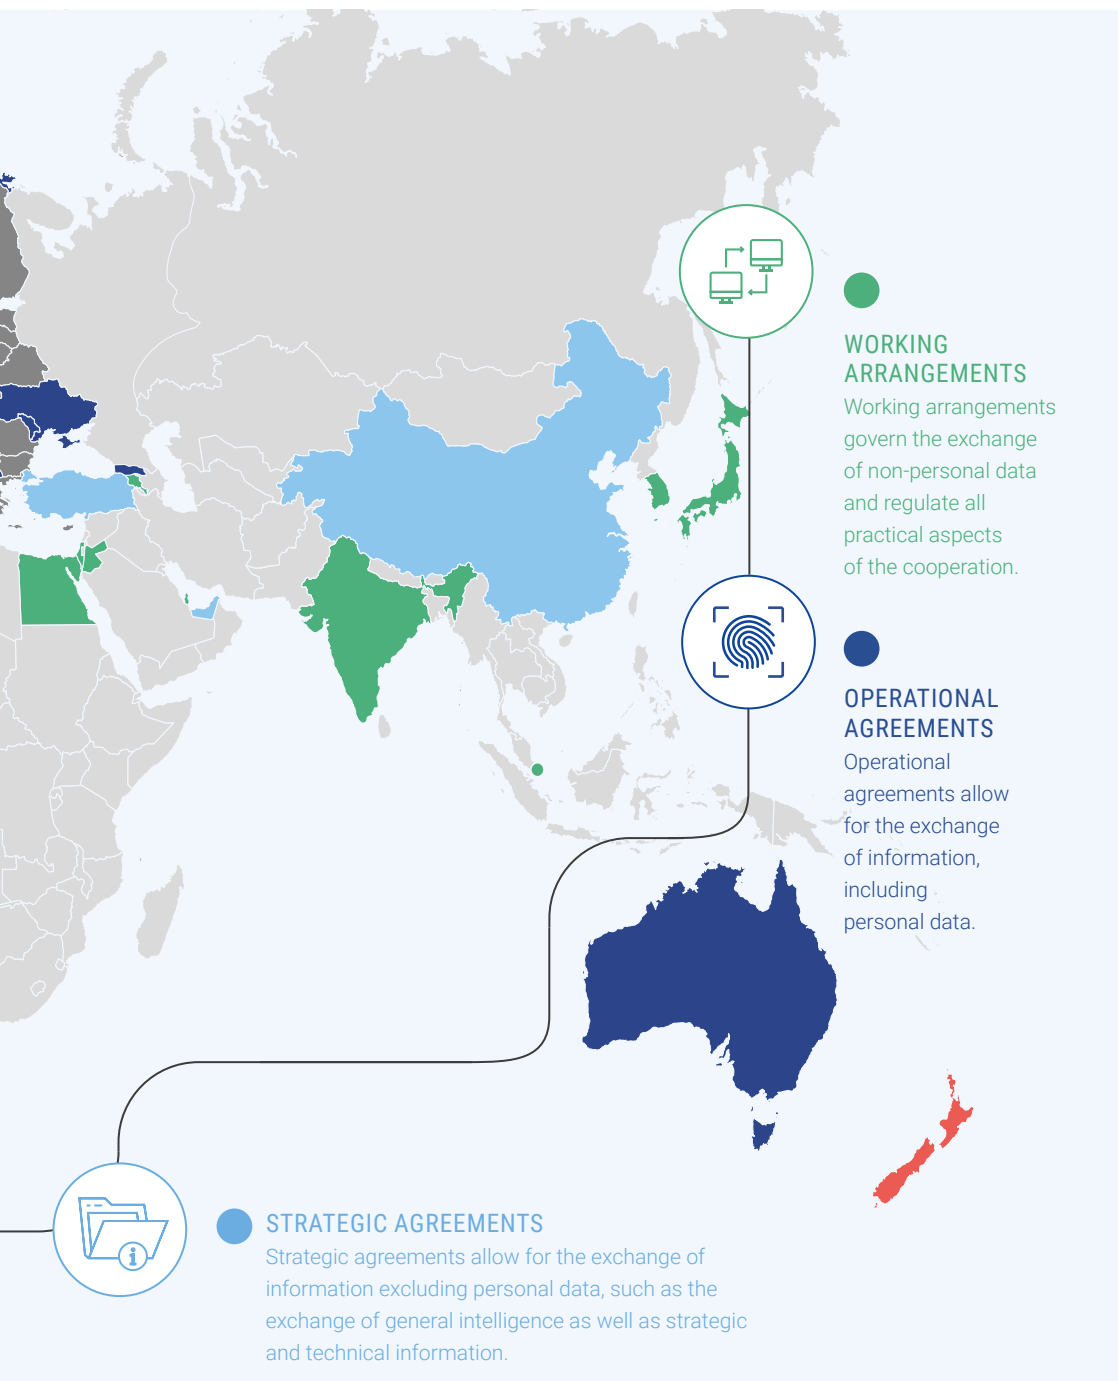 WORKING
ARRANGEMENTS
Working arrangements
govern the exchange
of non-personal data
and regulate all
practical aspects
of the cooperation.
OPERATIONAL
AGREEMENTS
Operational
agreements allow
for the exchange
of information,
including
personal data.
STRATEGIC AGREEMENTS
Strategic agreements allow for the exchange of
information excluding personal data, such as the
exchange of general intelligence as well as strategic
and technical information.